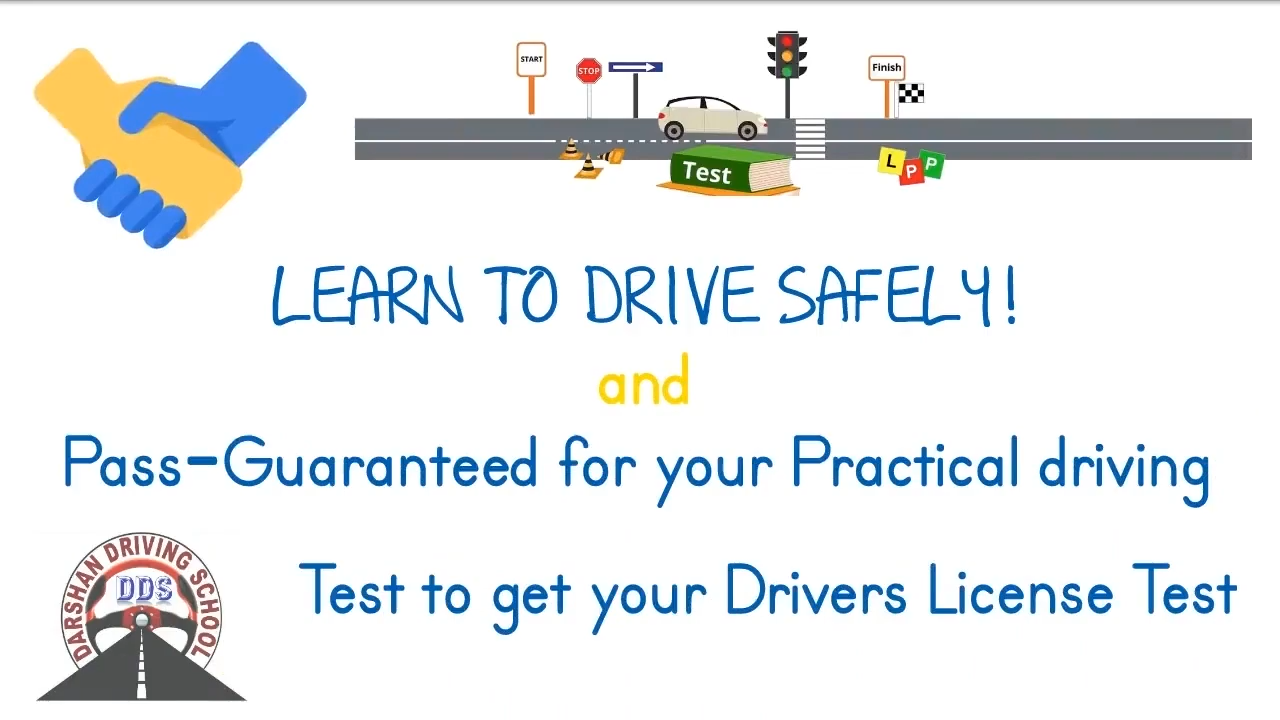 START
STOP
Finish
Test
L P P
LEARN TO DRIVE SAFELY!
and
Pass-Guaranteed for your Practical driving
Test to get your Drivers License Test
DARSHAN DRIVING SCHOOL
DDS